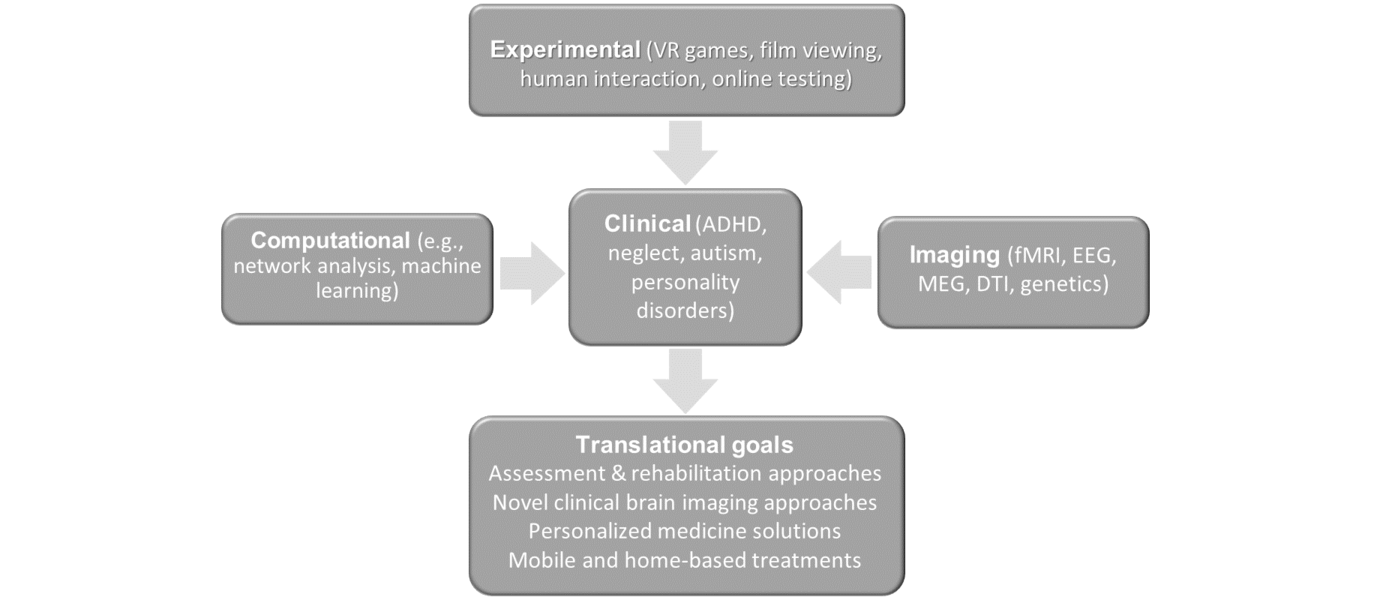 Experimental (VR games, film viewing,
human interaction, online testing)
Computational (e.g.,
network analysis, machine
learning)
Clinical (ADHD,
neglect, autism,
personality
disorders)
Imaging (fMRI, EEG,
MEG, DTI, genetics)
Translational goals
Assessment & rehabilitation approaches
Novel clinical brain imaging approaches
Personalized medicine solutions
Mobile and home-based treatments